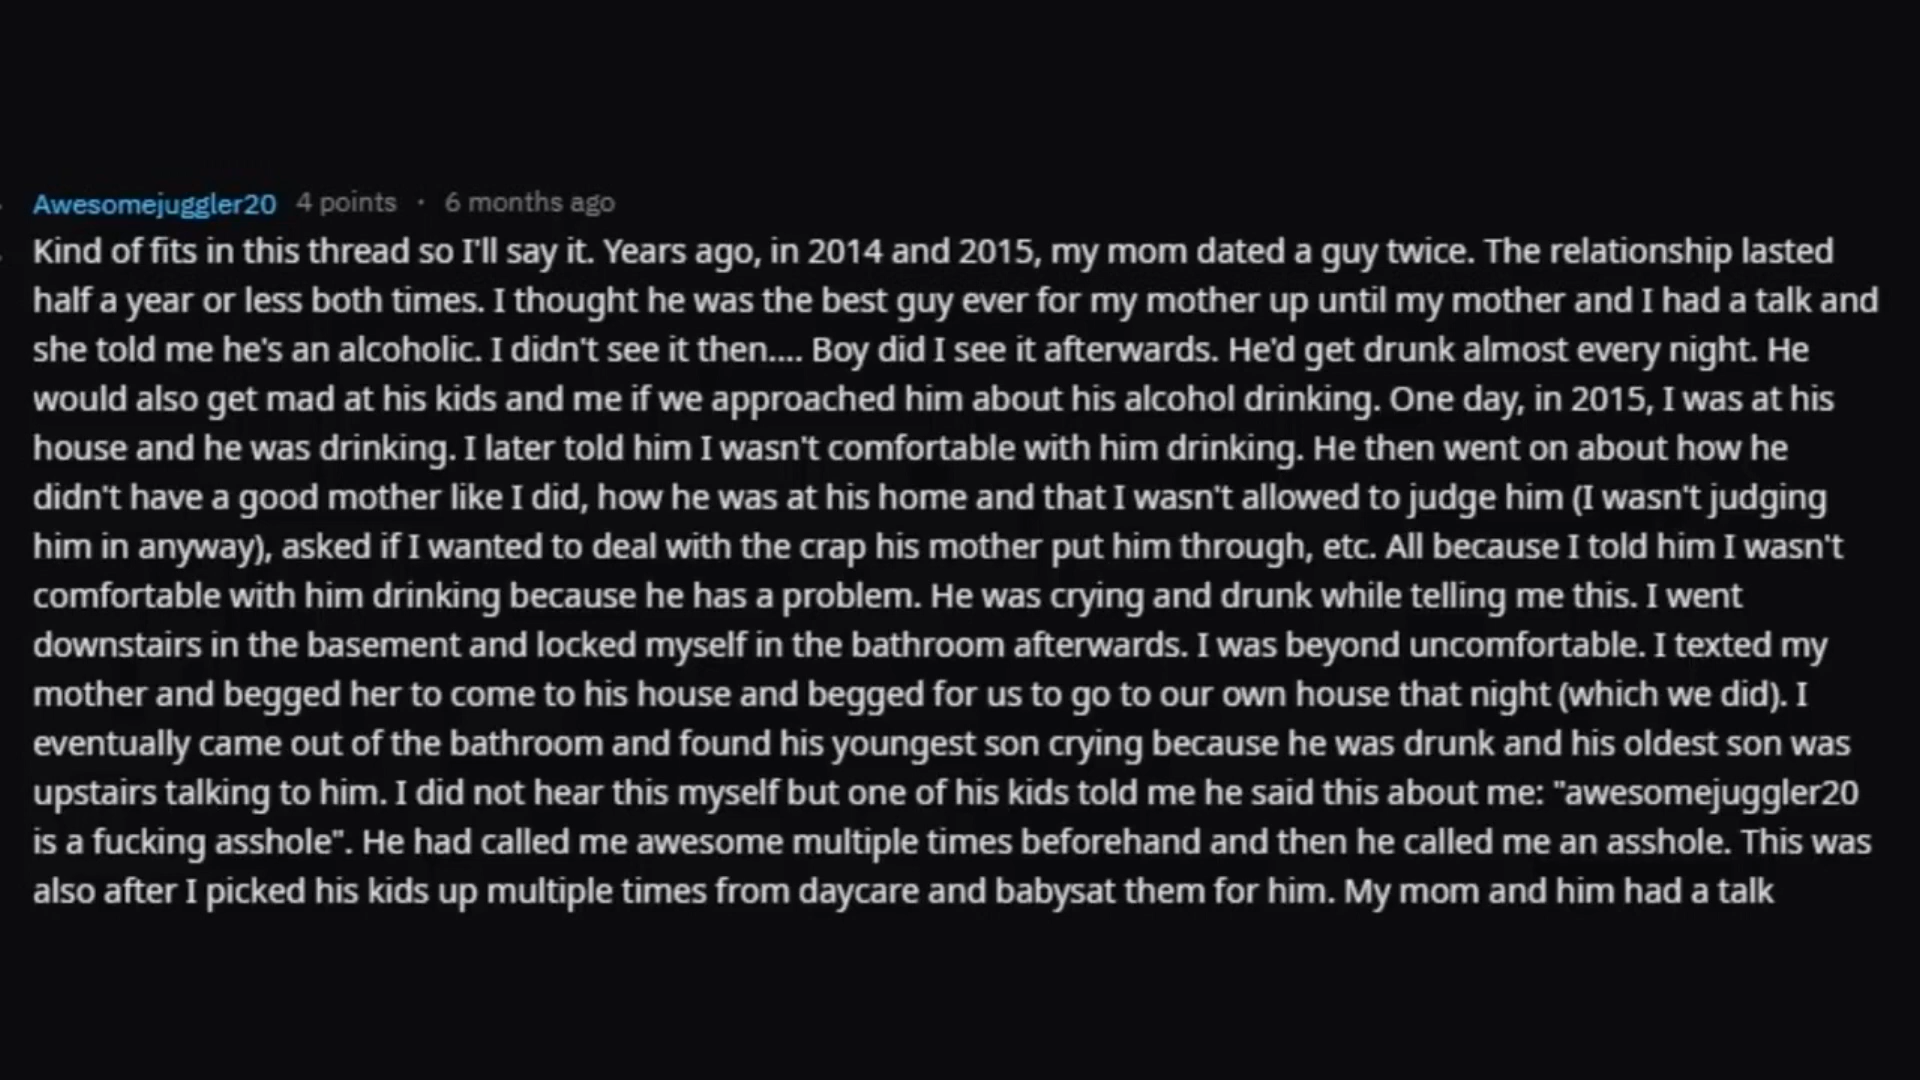 Awesomejuggler20 4 points · 6 months ago
Kind of fits in this thread so I'll say it. Years ago, in 2014 and 2015, my mom dated a guy twice. The relationship lasted
half a year or less both times. I thought he was the best guy ever for my mother up until my mother and I had a talk and
she told me he's an alcoholic. I didn't see it then.... Boy did I see it afterwards. He'd get drunk almost every night. He
would also get mad at his kids and me if we approached him about his alcohol drinking. One day, in 2015, I was at his
house and he was drinking. I later told him I wasn't comfortable with him drinking. He then went on about how he
didn't have a good mother like I did, how he was at his home and that I wasn't allowed to judge him (I wasn't judging
him in anyway), asked if I wanted to deal with the crap his mother put him through, etc. All because I told him I wasn't
comfortable with him drinking because he has a problem. He was crying and drunk while telling me this. I went
downstairs in the basement and locked myself in the bathroom afterwards. I was beyond uncomfortable. I texted my
mother and begged her to come to his house and begged for us to go to our own house that night (which we did). I
eventually came out of the bathroom and found his youngest son crying because he was drunk and his oldest son was
upstairs talking to him. I did not hear this myself but one of his kids told me he said this about me: "awesomejuggler20
is a fucking asshole". He had called me awesome multiple times beforehand and then he called me an asshole. This was
also after I picked his kids up multiple times from daycare and babysat them for him. My mom and him had a talk